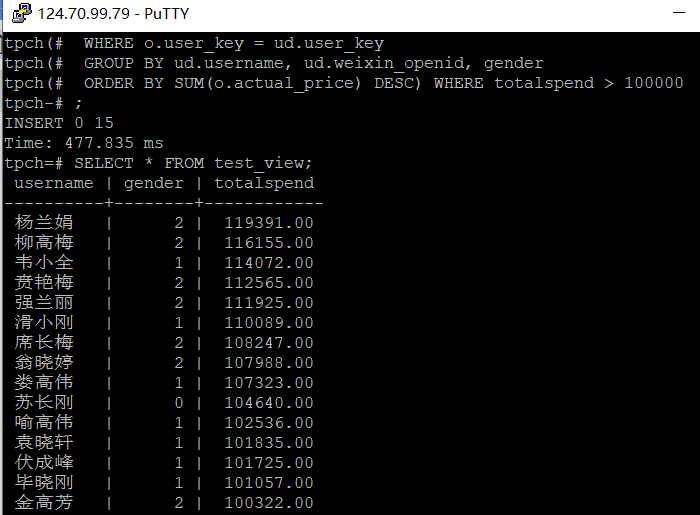 124.70.99.79 - PuTTY
tpch(#  WHERE o.user_key = ud.user_key
tpch(#  GROUP BY ud.username, ud.weixin_openid, gender
tpch(#  ORDER BY SUM(o.actual_price) DESC) WHERE totalspend > 100000
tpch-# ;
INSERT 0 15
Time: 477.835 ms
tpch=# SELECT * FROM test_view;
 username | gender | totalspend
----------+--------+------------
 杨兰娟   |      2 |  119391.00
 柳高梅   |      2 |  116155.00
 韦小全   |      1 |  114072.00
 贲艳梅   |      2 |  112565.00
 强兰丽   |      2 |  111925.00
 滑小刚   |      1 |  110089.00
 席长梅   |      2 |  108247.00
 翁晓婷   |      2 |  107988.00
 娄高伟   |      1 |  107323.00
 苏长刚   |      0 |  104640.00
 喻高伟   |      1 |  102536.00
 袁晓轩   |      1 |  101835.00
 伏成峰   |      1 |  101725.00
 毕晓刚   |      1 |  101057.00
 金高芳   |      2 |  100322.00